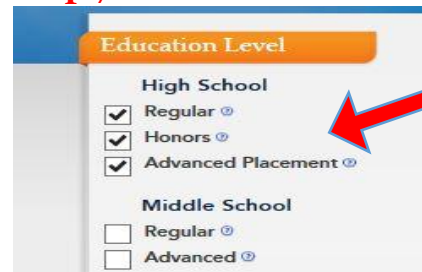 Education Level
High School
Regular
Honors
Advanced Placement
Middle School
Regular
Advanced